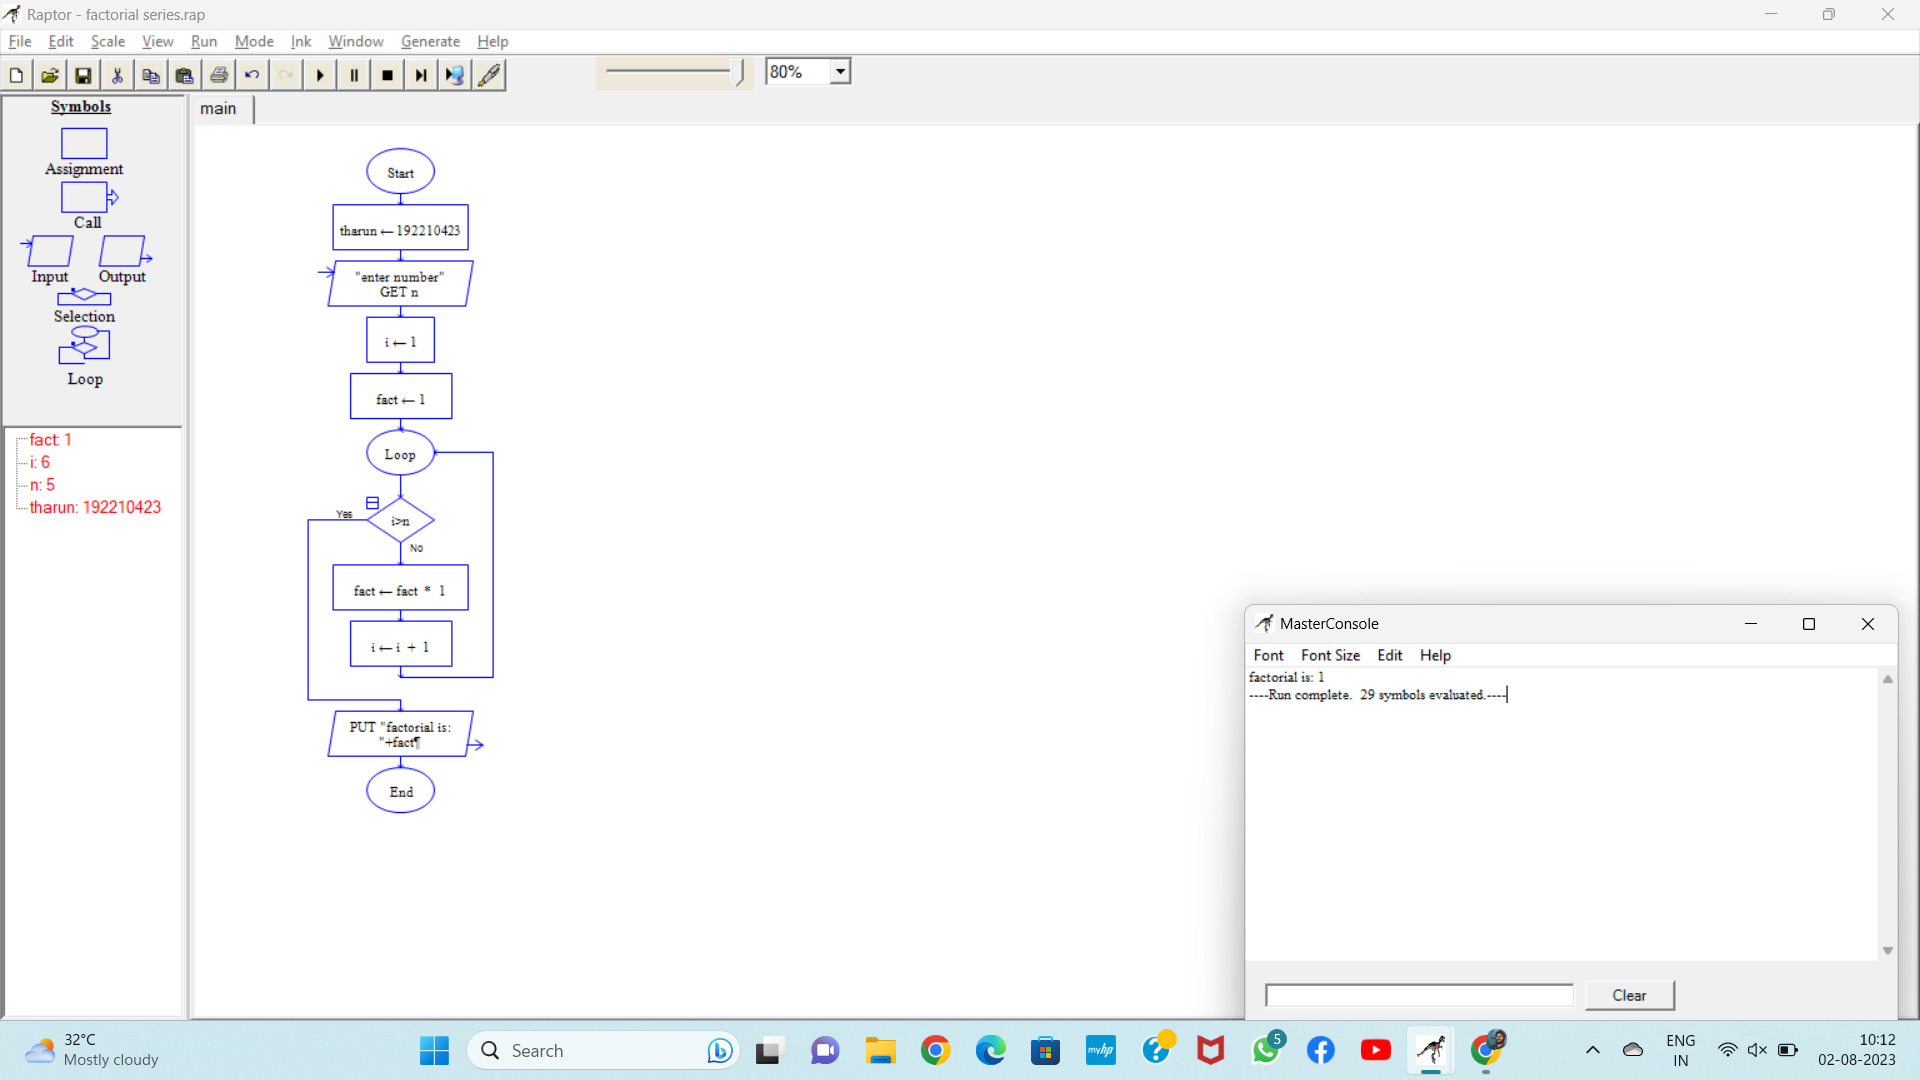 Raptor - factorial series.rap
File Edit Scale View Run Mode Ink Window Generate Help
80%
Symbols
Assignment
Call
Input Output
Selection
Loop
fact: 1
i: 6
n: 5
tharun: 192210423
main
Start
tharun ← 192210423
"enter number"
GET n
i ← 1
fact ← 1
Loop
Yes
i>n
No
fact ← fact * 1
i ← i + 1
PUT "factorial is:
"+fact¶
End
MasterConsole
Font Font Size Edit Help
factorial is: 1
----Run complete. 29 symbols evaluated.----
Clear
32°C
Mostly cloudy
Search
myhp
5
ENG
IN
10:12
02-08-2023